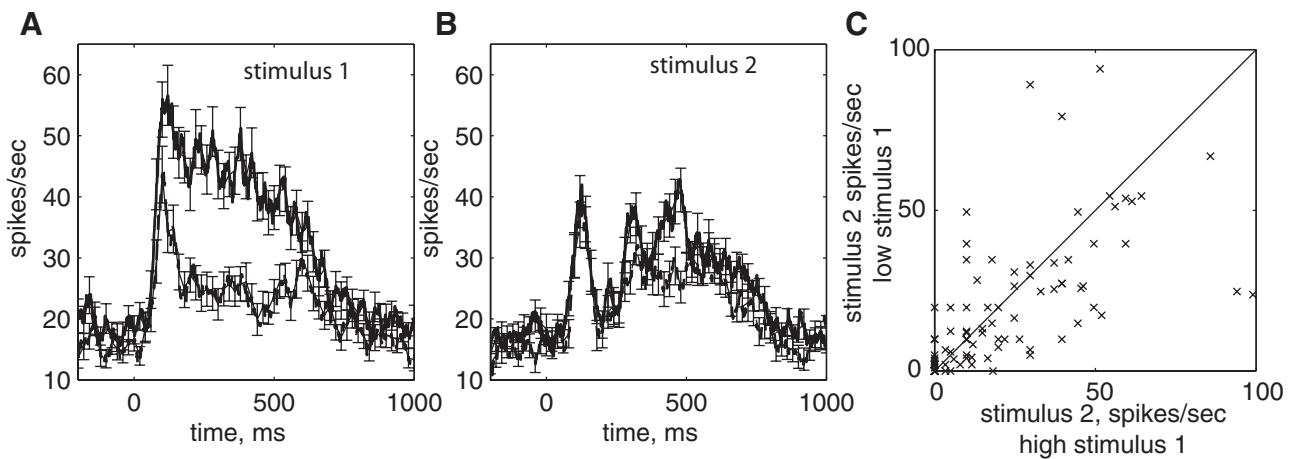 A
stimulus 1
spikes/sec
60
50
40
30
20
10
0
500
1000
time, ms
B
stimulus 2
spikes/sec
60
50
40
30
20
10
0
500
1000
time, ms
C
stimulus 2 spikes/sec
low stimulus 1
100
50
0
0
50
100
stimulus 2, spikes/sec
high stimulus 1